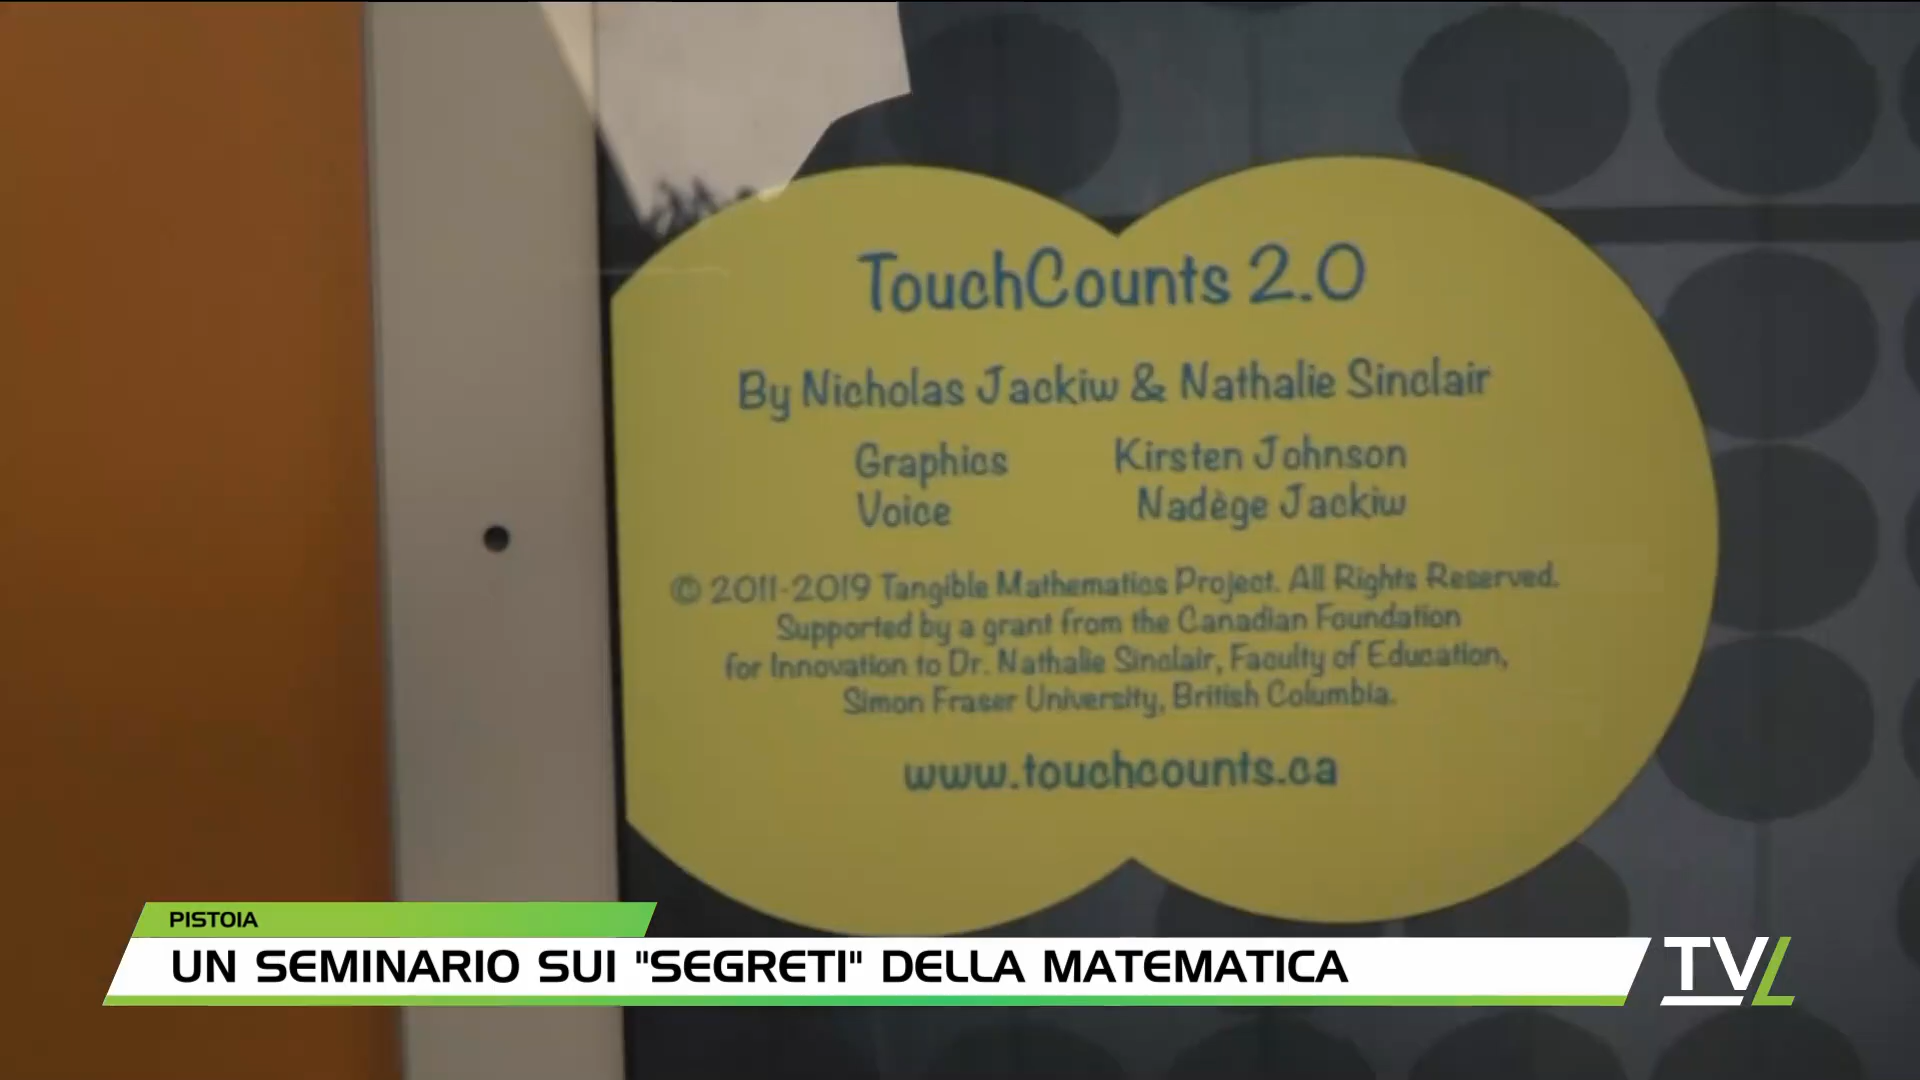 TouchCounts 2.0
By Nicholas Jackiw & Nathalie Sinclair
Graphics Kirsten Johnson
Voice Nadège Jackiw
© 2011-2019 Tangible Mathematics Project. All Rights Reserved.
Supported by a grant from the Canadian Foundation
for Innovation to Dr. Nathalie Sinclair, Faculty of Education,
Simon Fraser University, British Columbia.
www.touchcounts.ca
PISTOIA
UN SEMINARIO SUI "SEGRETI" DELLA MATEMATICA
TVL